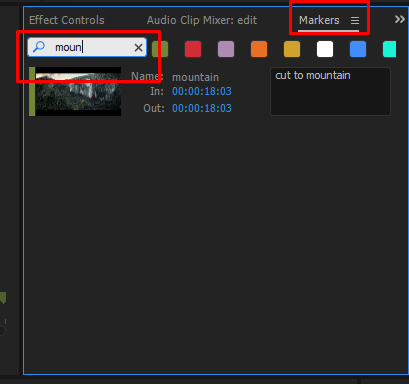 Effect Controls Audio Clip Mixer: edit Markers
moun
Name: mountain cut to mountain
In: 00:00:18:03
Out: 00:00:18:03